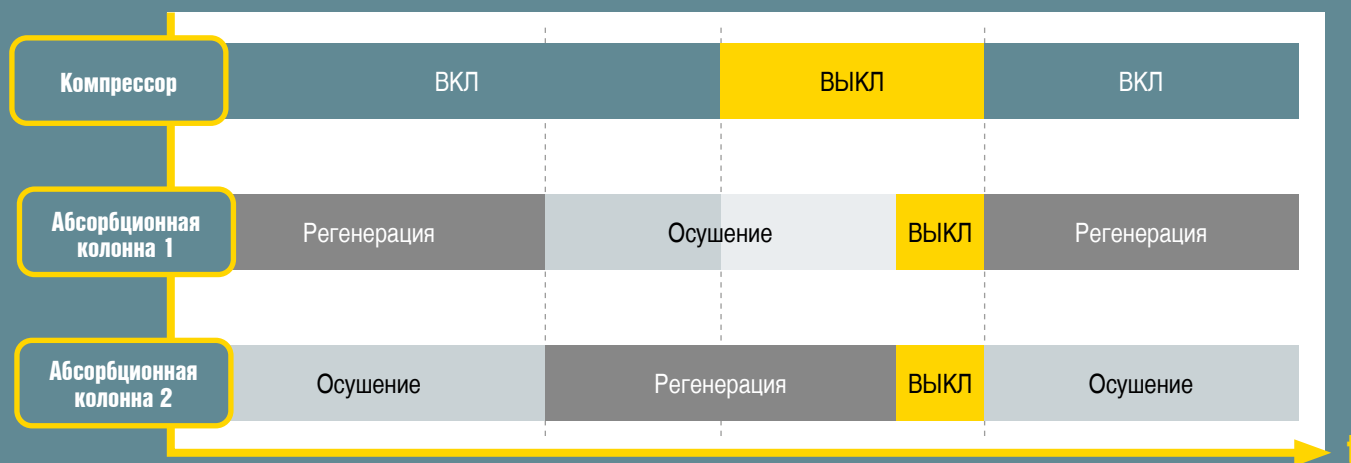 Компрессор
ВКЛ
ВЫКЛ
ВКЛ
Абсорбционная
колонна 1
Регенерация
Осушение
ВЫКЛ
Регенерация
Абсорбционная
колонна 2
Осушение
Регенерация
ВЫКЛ
Осушение
t